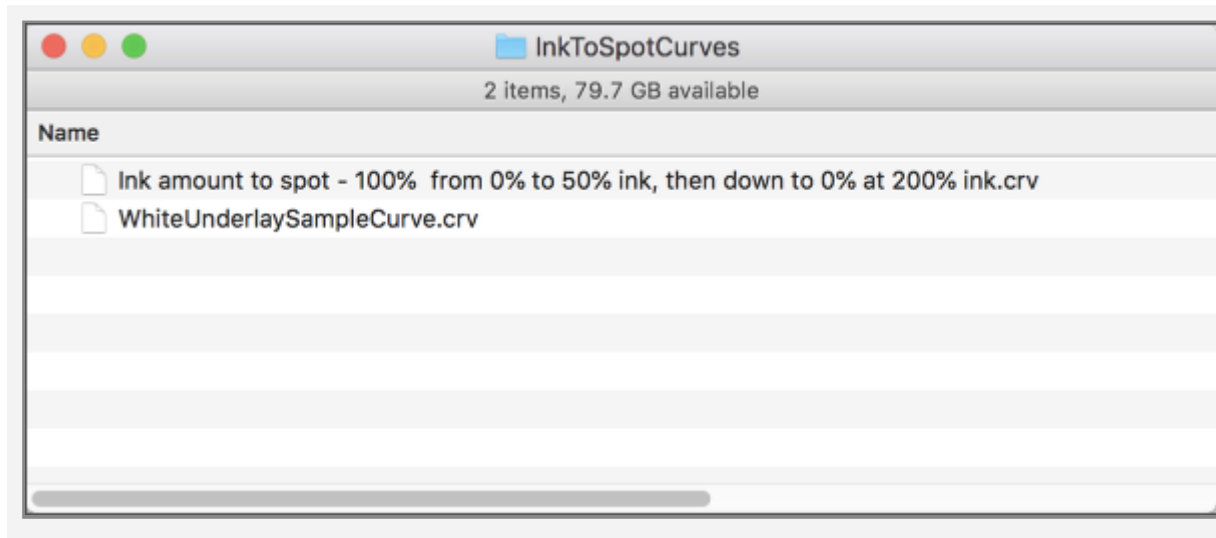 InkToSpotCurves
2 items, 79.7 GB available
Name
Ink amount to spot - 100%  from 0% to 50% ink, then down to 0% at 200% ink.crv
WhiteUnderlaySampleCurve.crv